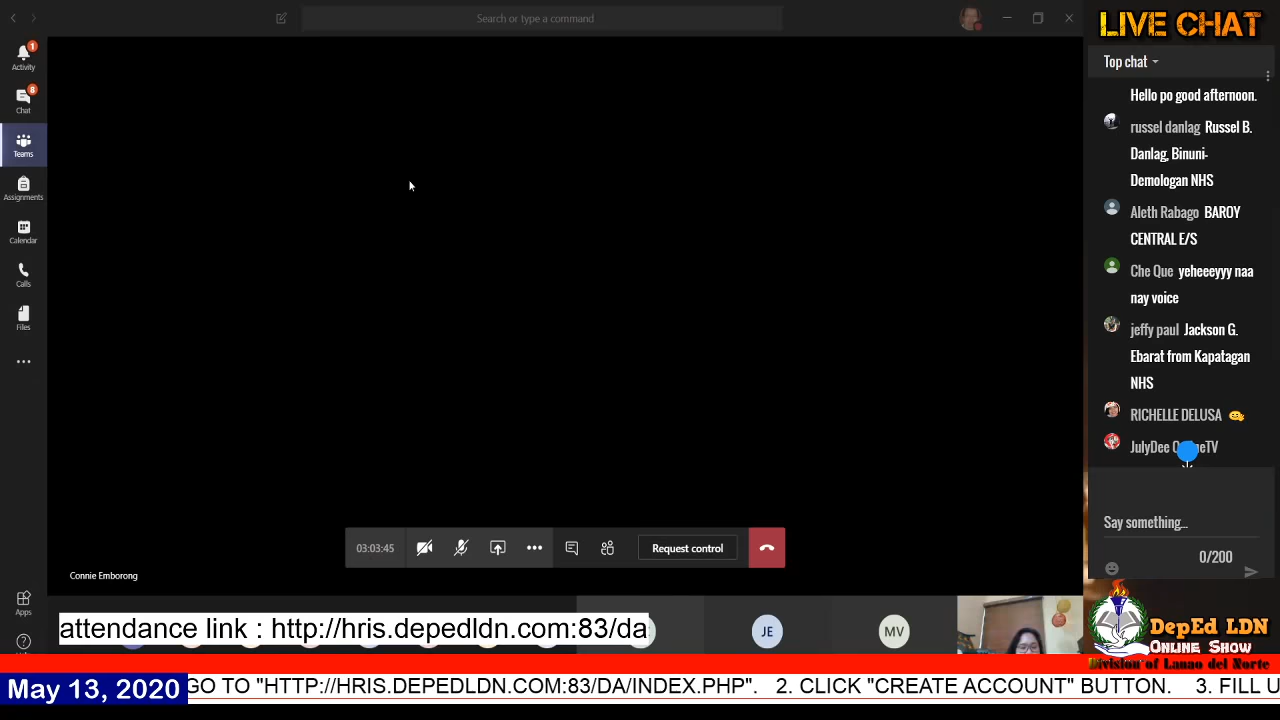 Search or type a command
LIVE CHAT
Activity
1
Chat
8
Teams
Assignments
Calendar
Calls
Files
Apps
Top chat
Hello po good afternoon.
russel danlag Russel B.
Danlag, Binuni-
Demologan NHS
Aleth Rabago BAROY
CENTRAL E/S
Che Que yeheeeyyy naa
nay voice
jeffy paul Jackson G.
Ebarat from Kapatagan
NHS
RICHELLE DELUSA
JulyDee
Say something...
0/200
03:03:45
Request control
Connie Emborong
attendance link : http://hris.depedldn.com:83/da
JE
MV
DepEd LDN
Online Show
Division of Lanao del Norte
May 13, 2020
GO TO "HTTP://HRIS.DEPEDLDN.COM:83/DA/INDEX.PHP". 2. CLICK "CREATE ACCOUNT" BUTTON. 3. FILL U